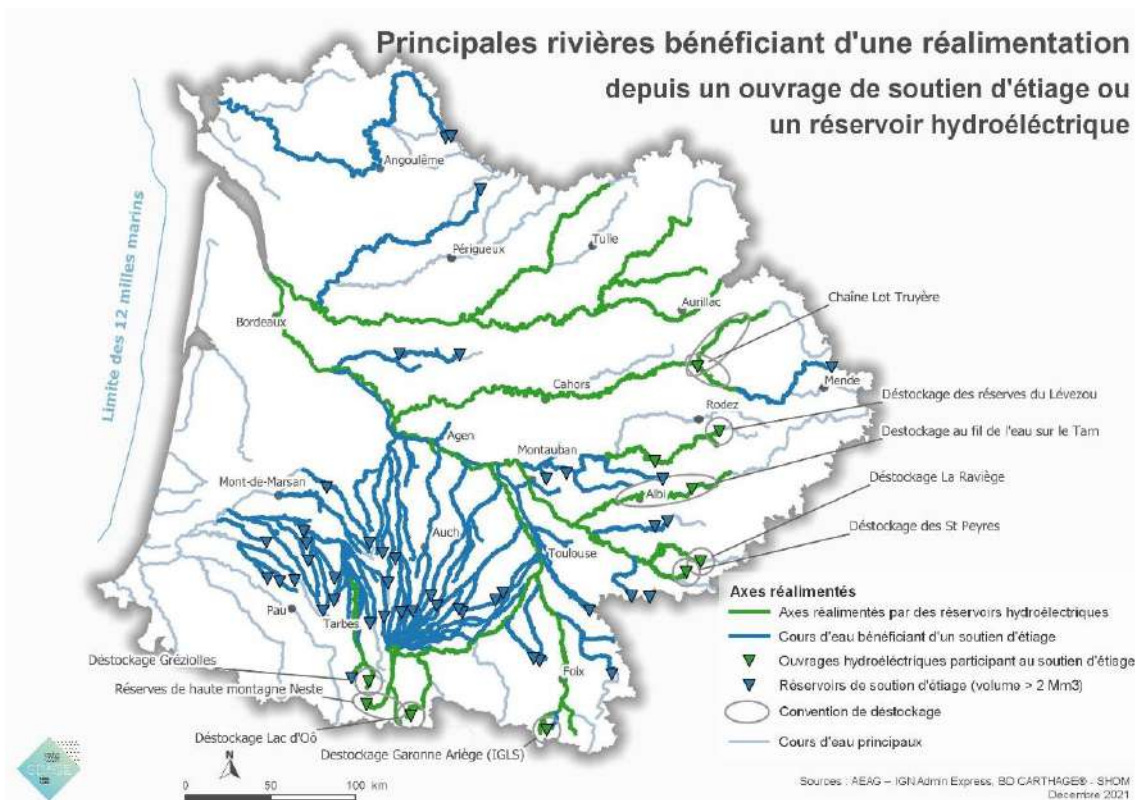 Principales rivières bénéficiant d'une réalimentation
depuis un ouvrage de soutien d'étiage ou
un réservoir hydroéléctrique
Limite des 12 milles marins
Angoulême
Périgueux
Tulle
Aurillac
Chaîne Lot Truyère
Bordeaux
Cahors
Mende
Rodez
Déstockage des réserves du Lévezou
Agen
Montauban
Destockage au fil de l'eau sur le Tarn
Mont-de-Marsan
Albi
Déstockage La Raviège
Auch
Toulouse
Déstockage des St Peyres
Pau
Tarbes
Foix
Déstockage Gréziolles
Réserves de haute montagne Neste
Déstockage Lac d'Oô
Destockage Garonne Ariège (IGLS)
Axes réalimentés
Axes réalimentés par des réservoirs hydroélectriques
Cours d'eau bénéficiant d'un soutien d'étiage
Ouvrages hydroéléctriques participant au soutien d'étiage
Réservoirs de soutien d'étiage (volume > 2 Mm3)
Convention de déstockage
Cours d'eau principaux
N
0 50 100 km
Sources : AEAG – IGN Admin Express, BD CARTHAGE® - SHOM
Décembre 2021